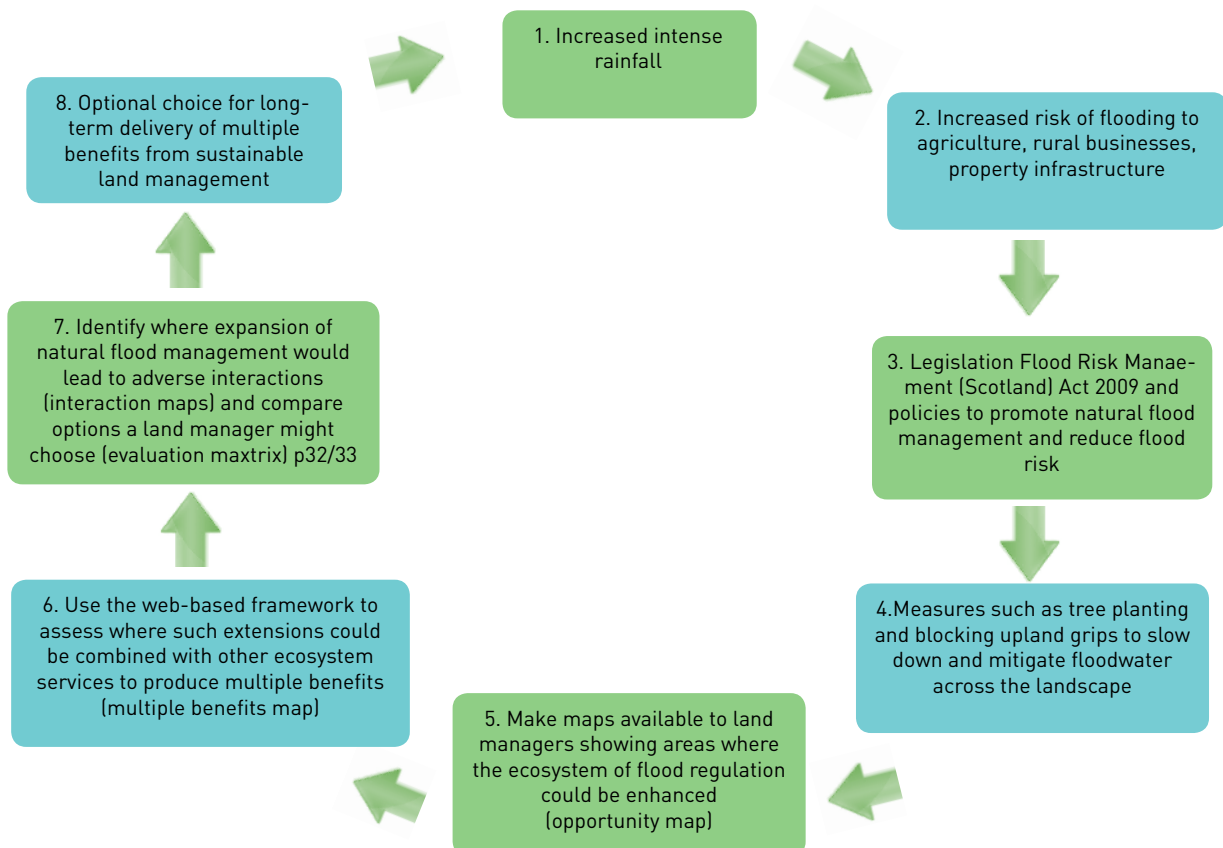 1. Increased intense
rainfall
2. Increased risk of flooding to
agriculture, rural businesses,
property infrastructure
3. Legislation Flood Risk Manae-
ment (Scotland) Act 2009 and
policies to promote natural flood
management and reduce flood
risk
4.Measures such as tree planting
and blocking upland grips to slow
down and mitigate floodwater
across the landscape
5. Make maps available to land
managers showing areas where
the ecosystem of flood regulation
could be enhanced
(opportunity map)
6. Use the web-based framework to
assess where such extensions could
be combined with other ecosystem
services to produce multiple benefits
(multiple benefits map)
7. Identify where expansion of
natural flood management would
lead to adverse interactions
(interaction maps) and compare
options a land manager might
choose (evaluation maxtrix) p32/33
8. Optional choice for long-
term delivery of multiple
benefits from sustainable
land management